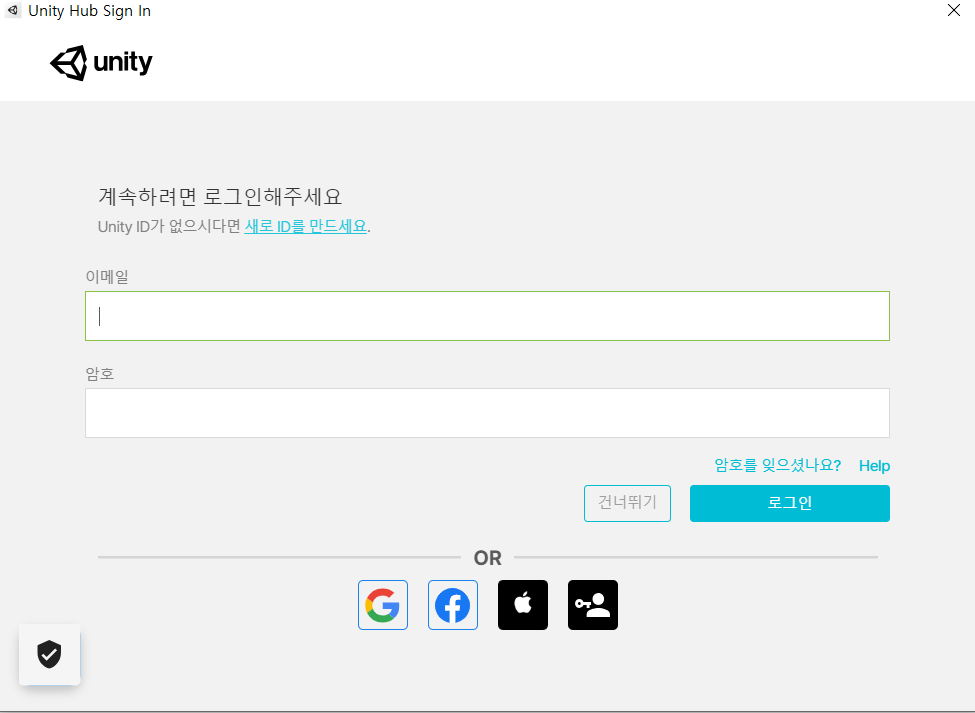 Unity Hub Sign In
unity
계속하려면 로그인해주세요
Unity ID가 없으시다면 새로 ID를 만드세요.
이메일
암호
암호를 잊으셨나요? Help
건너뛰기 로그인
OR